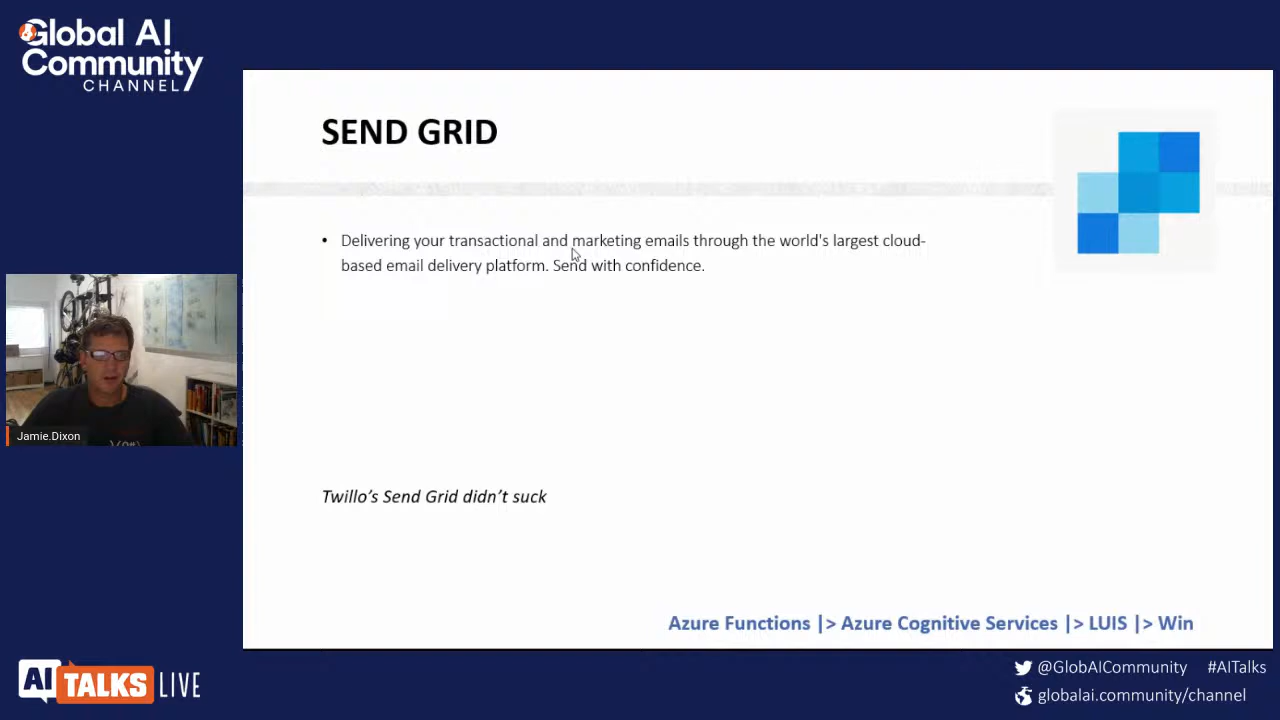 Global AI
Community
CHANNEL
SEND GRID
• Delivering your transactional and marketing emails through the world's largest cloud-
based email delivery platform. Send with confidence.
Jamie.Dixon
Twillo's Send Grid didn't suck
Azure Functions |> Azure Cognitive Services |> LUIS |> Win
AI TALKS LIVE
@GlobAICommunity #AITalks
globalai.community/channel